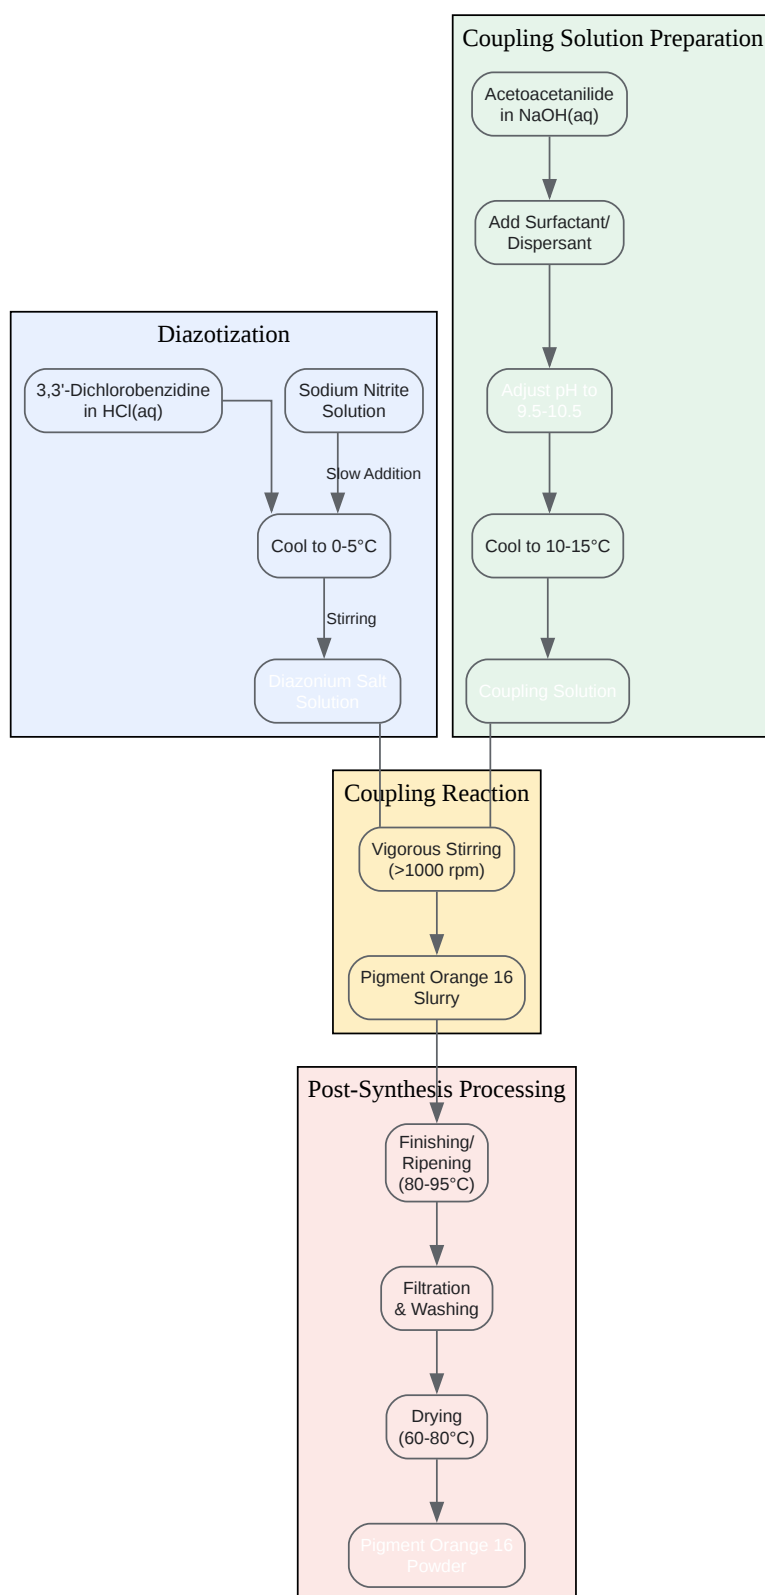 Coupling Solution Preparation
Acetoacetanilide
in NaOH(aq)
Add Surfactant/
Dispersant
Adjust pH to
9.5-10.5
Cool to 10-15°C
Coupling Solution
Diazotization
3,3'-Dichlorobenzidine
in HCl(aq)
Sodium Nitrite
Solution
Slow Addition
Cool to 0-5°C
Stirring
Diazonium Salt
Solution
Coupling Reaction
Vigorous Stirring
(>1000 rpm)
Pigment Orange 16
Slurry
Post-Synthesis Processing
Finishing/
Ripening
(80-95°C)
Filtration
& Washing
Drying
(60-80°C)
Pigment Orange 16
Powder